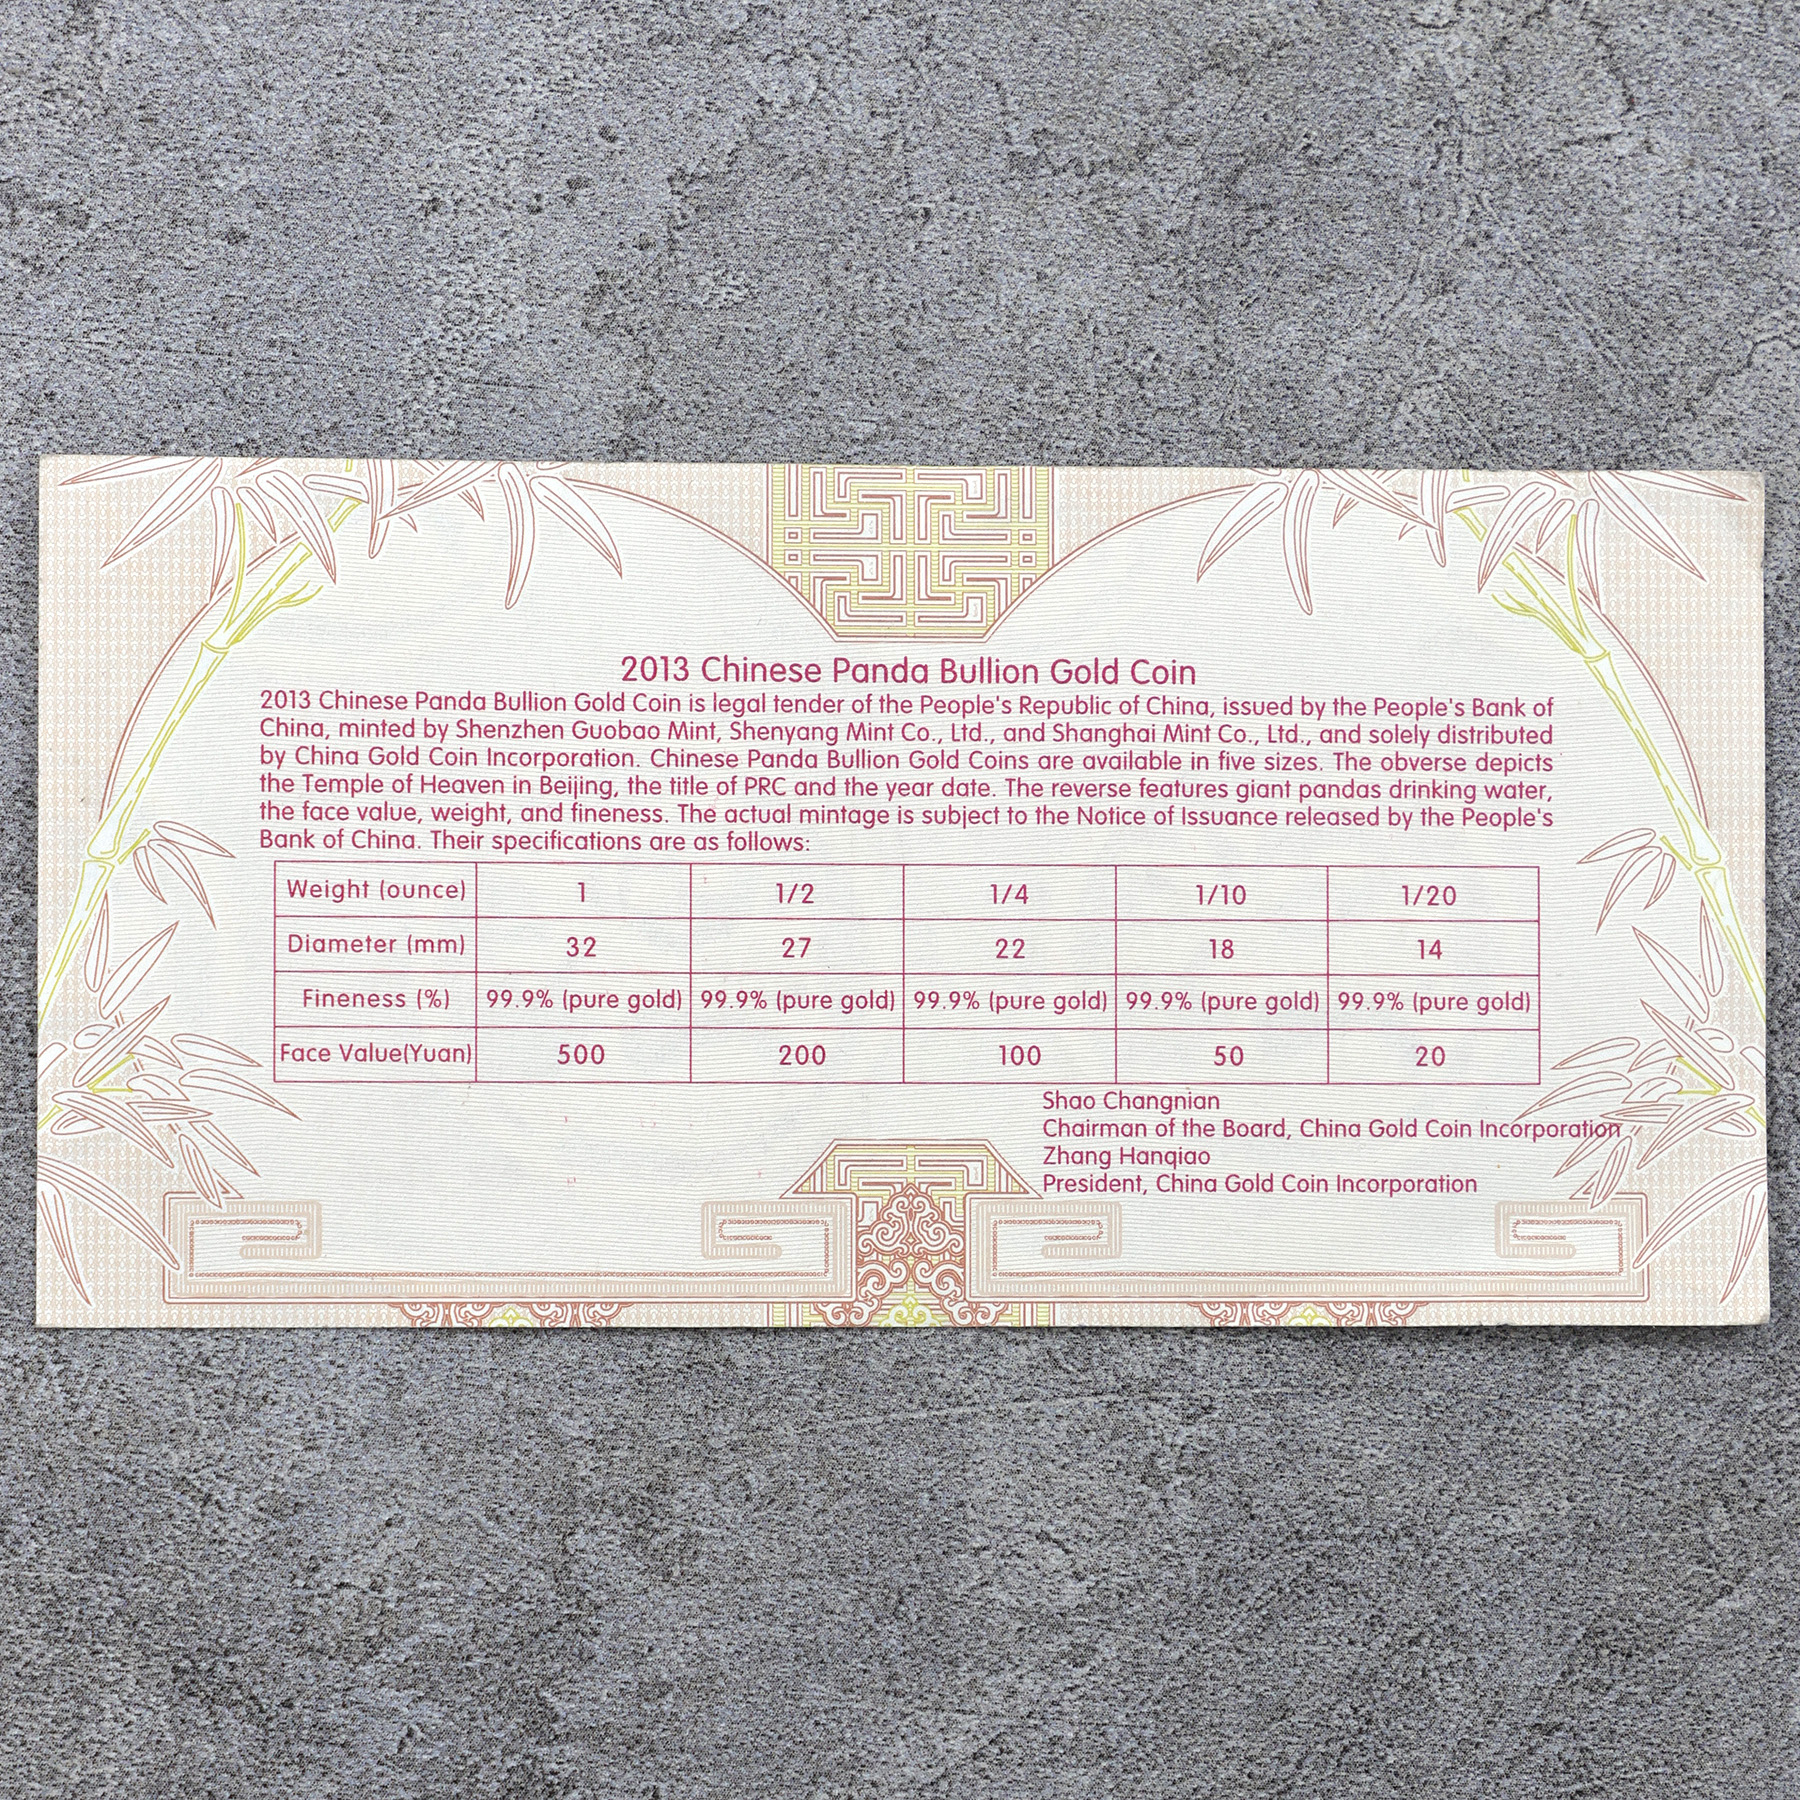 2013 Chinese Panda Bullion Gold Coin
2013 Chinese Panda Bullion Gold Coin is legal tender of the People's Republic of China, issued by the People's Bank of
China, minted by Shenzhen Guobao Mint, Shenyang Mint Co., Ltd., and Shanghai Mint Co., Ltd., and solely distributed
by China Gold Coin Incorporation. Chinese Panda Bullion Gold Coins are available in five sizes. The obverse depicts
the Temple of Heaven in Beijing, the title of PRC and the year date. The reverse features giant pandas drinking water,
the face value, weight, and fineness. The actual mintage is subject to the Notice of Issuance released by the People's
Bank of China. Their specifications are as follows:
Weight (ounce) 1 1/2 1/4 1/10 1/20
Diameter (mm) 32 27 22 18 14
Fineness (%) 99.9% (pure gold) 99.9% (pure gold) 99.9% (pure gold) 99.9% (pure gold) 99.9% (pure gold)
Face Value(Yuan) 500 200 100 50 20
Shao Changnian
Chairman of the Board, China Gold Coin Incorporation
Zhang Hanqiao
President, China Gold Coin Incorporation